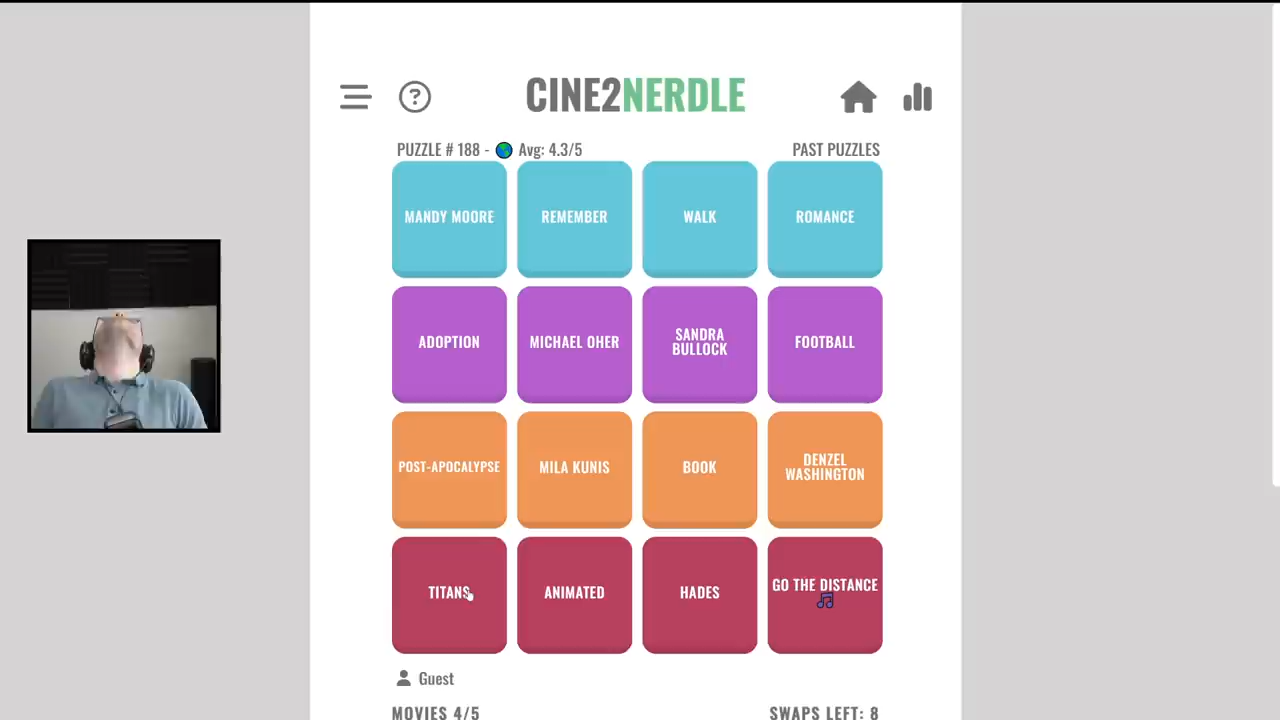 CINE2NERDLE
PUZZLE # 188 - Avg: 4.3/5
PAST PUZZLES
MANDY MOORE
REMEMBER
WALK
ROMANCE
ADOPTION
MICHAEL OHER
SANDRA
BULLOCK
FOOTBALL
POST-APOCALYPSE
MILA KUNIS
BOOK
DENZEL
WASHINGTON
TITANS
ANIMATED
HADES
GO THE DISTANCE
Guest
MOVIES 4/5
SWAPS LEFT: 8